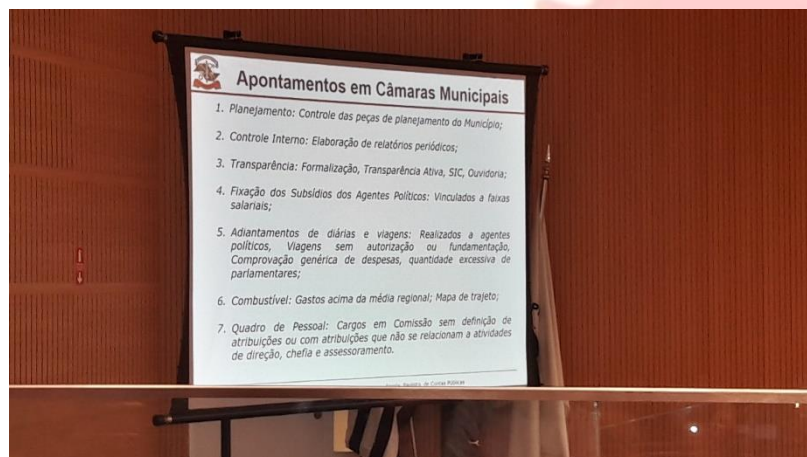 Apontamentos em Câmaras Municipais
1. Planejamento: Controle das peças de planejamento do Município;
2. Controle Interno: Elaboração de relatórios periódicos;
3. Transparência: Formalização, Transparência Ativa, SIC, Ouvidoria;
4. Fixação dos Subsídios dos Agentes Políticos: Vinculados a faixas
salariais;
5. Adiantamentos de diárias e viagens: Realizados a agentes
políticos, Viagens sem autorização ou fundamentação,
Comprovação genérica de despesas, quantidade excessiva de
parlamentares;
6. Combustível: Gastos acima da média regional; Mapa de trajeto;
7. Quadro de Pessoal: Cargos em Comissão sem definição de
atribuições ou com atribuições que não se relacionam a atividades
de direção, chefia e assessoramento.
de Contas Públicas